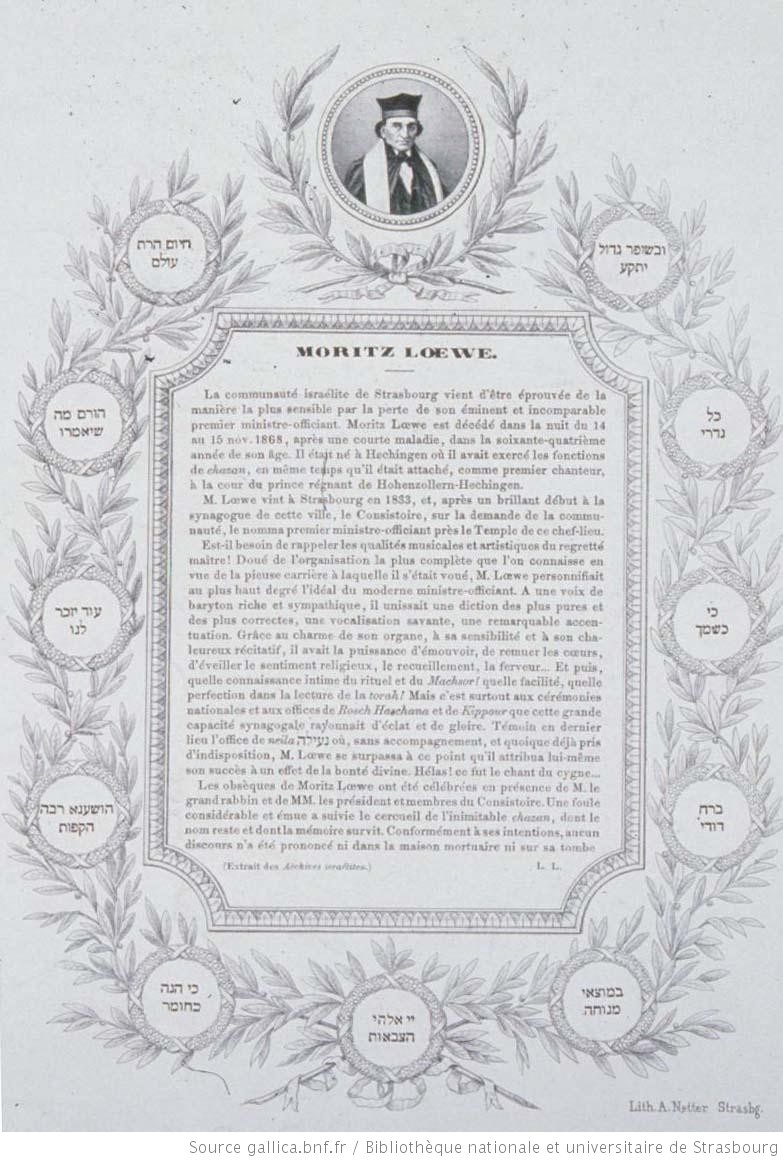 היום הרת
עולם
ובשופר גדול
יתקע
הורם מה
שיאמרו
כל
נדרי
עוד יזכר
לנו
כי
כשמך
הושענא רבה
הקפות
ברח
דודי
כי הנה
כחומר
יי אלהי
הצבאות
במוצאי
מנוחה
MORITZ LŒWE.
La communauté israélite de Strasbourg vient d'être éprouvée de la
manière la plus sensible par la perte de son éminent et incomparable
premier ministre-officiant. Moritz Lœwe est décédé dans la nuit du 14
au 15 nov. 1868, après une courte maladie, dans la soixante-quatrième
année de son âge. Il était né à Hechingen où il avait exercé les fonctions
de chazan, en même temps qu'il était attaché, comme premier chanteur,
à la cour du prince régnant de Hohenzollern-Hechingen.
M. Lœwe vint à Strasbourg en 1833, et, après un brillant début à la
synagogue de cette ville, le Consistoire, sur la demande de la commu-
nauté, le nomma premier ministre-officiant près le Temple de ce chef-lieu.
Est-il besoin de rappeler les qualités musicales et artistiques du regretté
maître! Doué de l'organisation la plus complète que l'on connaisse en
vue de la pieuse carrière à laquelle il s'était voué, M. Lœwe personnifiait
au plus haut degré l'idéal du moderne ministre-officiant. A une voix de
baryton riche et sympathique, il unissait une diction des plus pures et
des plus correctes, une vocalisation savante, une remarquable accen-
tuation. Grâce au charme de son organe, à sa sensibilité et à son cha-
leureux récitatif, il avait la puissance d'émouvoir, de remuer les cœurs,
d'éveiller le sentiment religieux, le recueillement, la ferveur... Et puis,
quelle connaissance intime du rituel et du Machsor! quelle facilité, quelle
perfection dans la lecture de la torah! Mais c'est surtout aux cérémonies
nationales et aux offices de Rosch Haschana et de Kippour que cette grande
capacité synagogale rayonnait d'éclat et de gloire. Témoin en dernier
lieu l'office de neila נעילה où, sans accompagnement, et quoique déjà pris
d'indisposition, M. Lœwe se surpassa à ce point qu'il attribua lui-même
son succès à un effet de la bonté divine. Hélas! ce fut le chant du cygne...
Les obsèques de Moritz Lœwe ont été célébrées en présence de M. le
grand rabbin et de MM. les président et membres du Consistoire. Une foule
considérable et émue a suivie le cercueil de l'inimitable chazan, dont le
nom reste et dont la mémoire survit. Conformément à ses intentions, aucun
discours n'a été prononcé ni dans la maison mortuaire ni sur sa tombe
(Extrait des Archives israélites.) L. L.
Lith. A. Netter Strasbg.
Source gallica.bnf.fr / Bibliothèque nationale et universitaire de Strasbourg